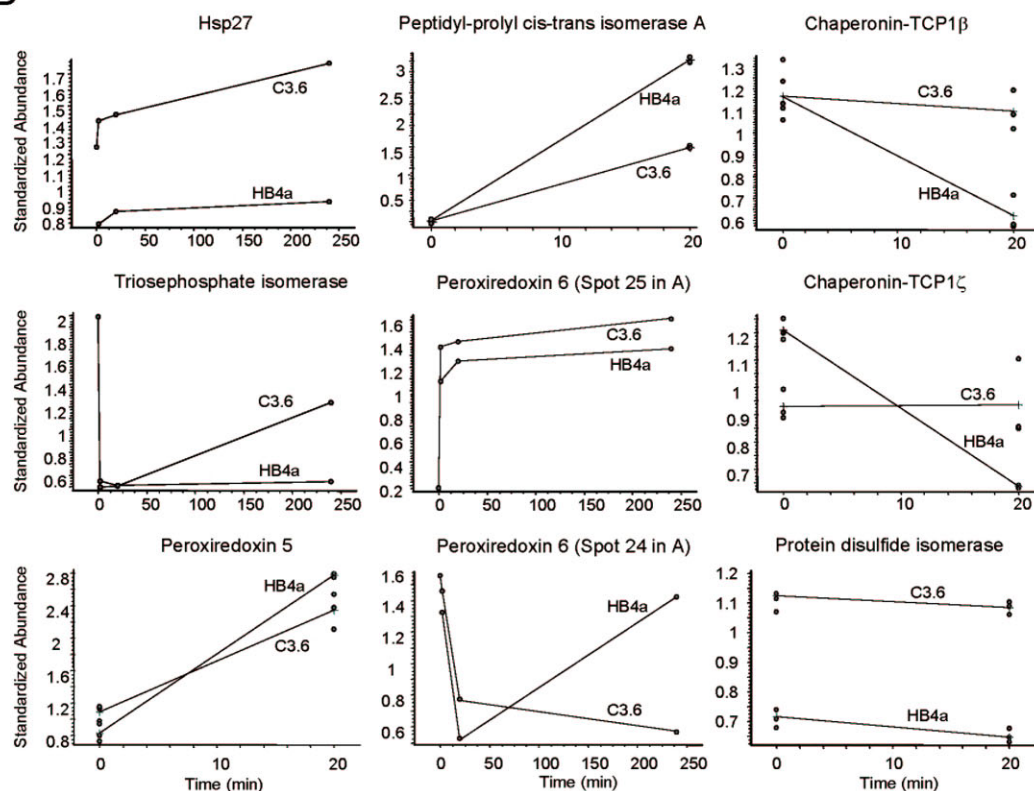 Hsp27
Standardized Abundance
1.7
1.6
1.5
1.4
1.3
1.2
1.1
1
0.9
0.8
C3.6
HB4a
0 50 100 150 200 250
Peptidyl-prolyl cis-trans isomerase A
3
2.5
2
1.5
1
0.5
HB4a
C3.6
0 20
Chaperonin-TCP1β
1.3
1.2
1.1
1
0.9
0.8
0.7
0.6
C3.6
HB4a
0 10 20
Triosephosphate isomerase
Standardized Abundance
2
1.8
1.6
1.4
1.2
1
0.8
0.6
C3.6
HB4a
0 50 100 150 200 250
Peroxiredoxin 6 (Spot 25 in A)
1.6
1.4
1.2
1
0.8
0.6
0.4
0.2
C3.6
HB4a
0 50 100 150 200 250
Chaperonin-TCP1ζ
1.2
1.1
1
0.9
0.8
0.7
C3.6
HB4a
0 10 20
Peroxiredoxin 5
Standardized Abundance
2.8
2.4
2
1.6
1.2
0.8
HB4a
C3.6
0 20
Time (min)
Peroxiredoxin 6 (Spot 24 in A)
1.6
1.4
1.2
1
0.8
0.6
HB4a
C3.6
0 50 100 150 200 250
Time (min)
Protein disulfide isomerase
1.2
1.1
1
0.9
0.8
0.7
C3.6
HB4a
0 10 20
Time (min)